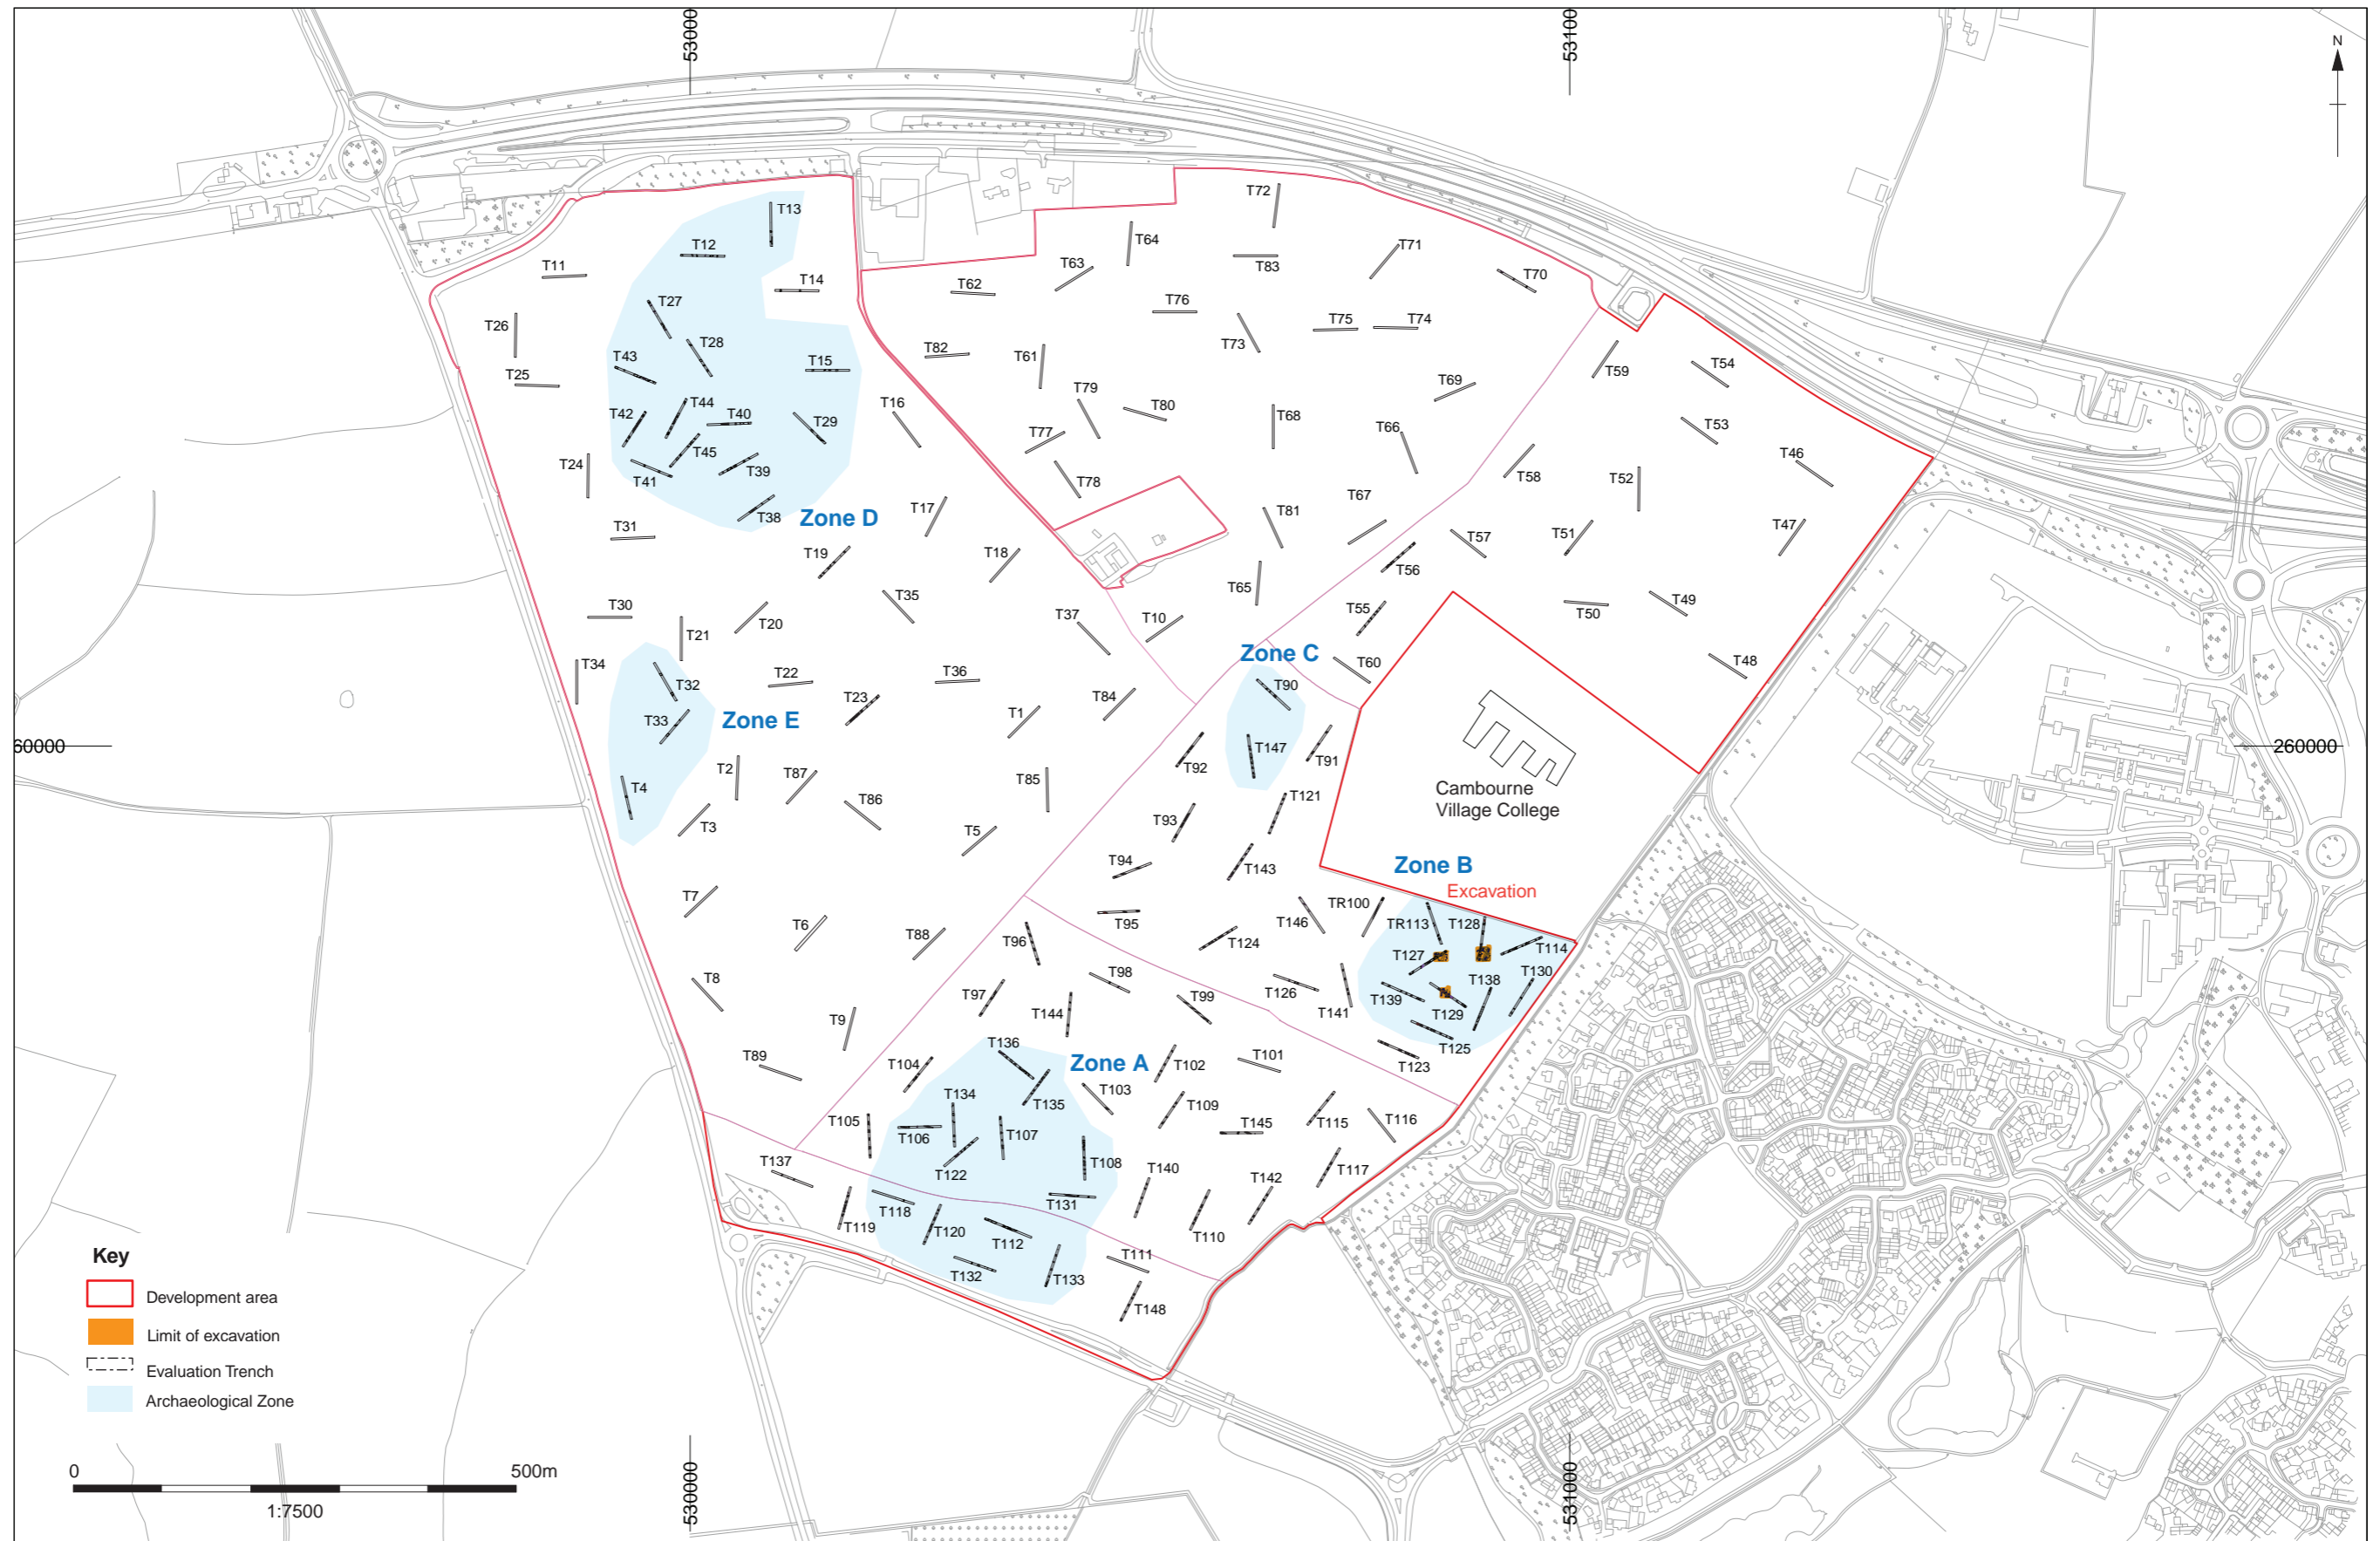 53000
53100
N
T72
T13
T64
T71
T12
T83
T63
T70
T11
T14
T62
T27
T76
T26
T28
T75
T74
T73
T82
T61
T59
T43
T15
T54
T25
T69
T79
T44
T42
T40
T16
T80
T68
T29
T53
T66
T77
T45
T46
T24
T39
T58
T41
T52
T78
T67
T17
T81
T38
Zone D
T31
T47
T51
T57
T18
T19
T56
T65
T35
T49
T30
T55
T37
T10
T50
T20
T21
Zone C
T34
T48
T60
T22
T36
T32
T90
T23
T84
T33
Zone E
T1
60000
260000
T147
T92
T91
T2
T87
T85
T4
Cambourne
Village College
T121
T86
T93
T3
T5
T94
Zone B
T143
Excavation
T7
TR100
T95
T146
TR113
T128
T6
T88
T96
T124
T114
T127
T98
T8
T138
T130
T126
T97
T99
T139
T141
T9
T144
T129
T136
T125
T89
T104
Zone A
T102
T101
T123
T103
T134
T135
T109
T105
T106
T107
T145
T115
T116
T108
T137
T122
T140
T117
T142
T131
T118
T119
T120
T112
T110
T111
T132
T133
T148
Key
Development area
Limit of excavation
Evaluation Trench
Archaeological Zone
0
500m
1:7500
530000
531000